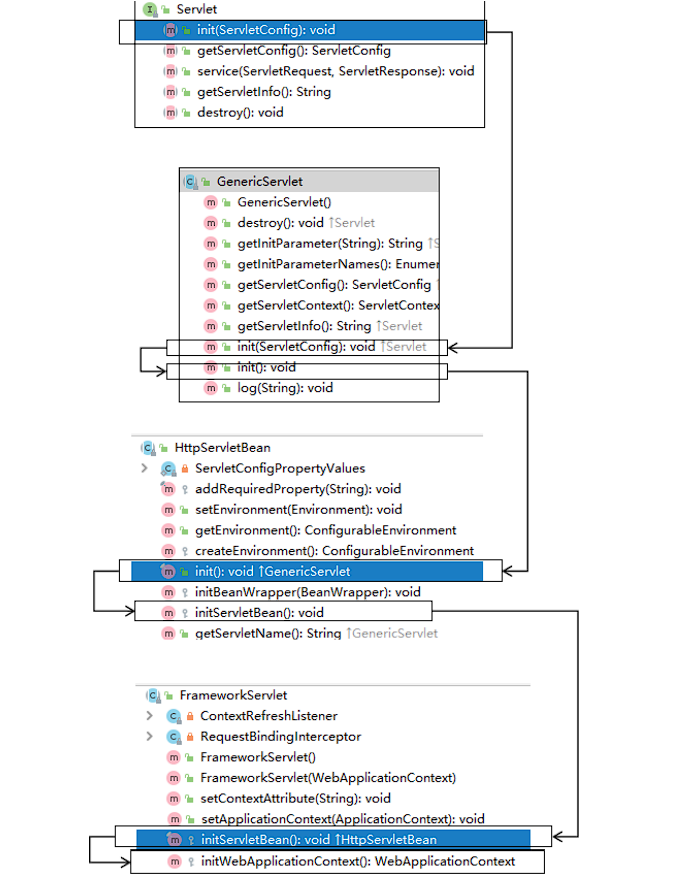 Servlet
init(ServletConfig): void
getServletConfig(): ServletConfig
service(ServletRequest, ServletResponse): void
getServletInfo(): String
destroy(): void
GenericServlet
GenericServlet()
destroy(): void ↑Servlet
getInitParameter(String): String ↑S
getInitParameterNames(): Enumer
getServletConfig(): ServletConfig
getServletContext(): ServletContex
getServletInfo(): String ↑Servlet
init(ServletConfig): void ↑Servlet
init(): void
log(String): void
HttpServletBean
ServletConfigPropertyValues
addRequiredProperty(String): void
setEnvironment(Environment): void
getEnvironment(): ConfigurableEnvironment
createEnvironment(): ConfigurableEnvironment
init(): void ↑GenericServlet
initBeanWrapper(BeanWrapper): void
initServletBean(): void
getServletName(): String ↑GenericServlet
FrameworkServlet
ContextRefreshListener
RequestBindingInterceptor
FrameworkServlet()
FrameworkServlet(WebApplicationContext)
setContextAttribute(String): void
setApplicationContext(ApplicationContext): void
initServletBean(): void ↑HttpServletBean
initWebApplicationContext(): WebApplicationContext